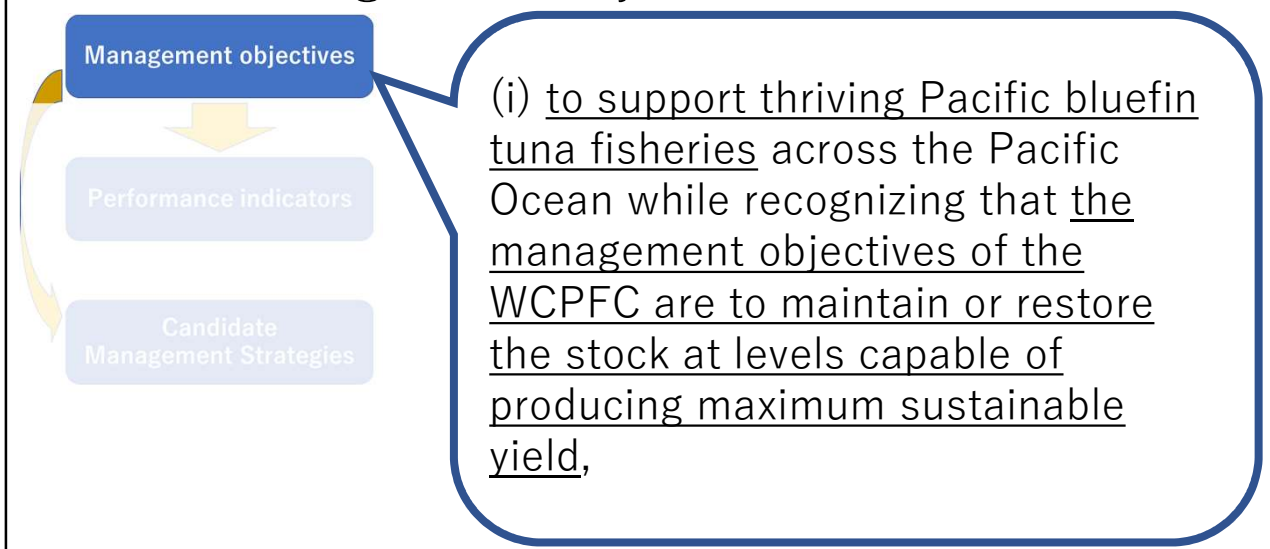 Management objectives
Performance indicators
Candidate
Management Strategies
(i) to support thriving Pacific bluefin
tuna fisheries across the Pacific
Ocean while recognizing that the
management objectives of the
WCPFC are to maintain or restore
the stock at levels capable of
producing maximum sustainable
yield,